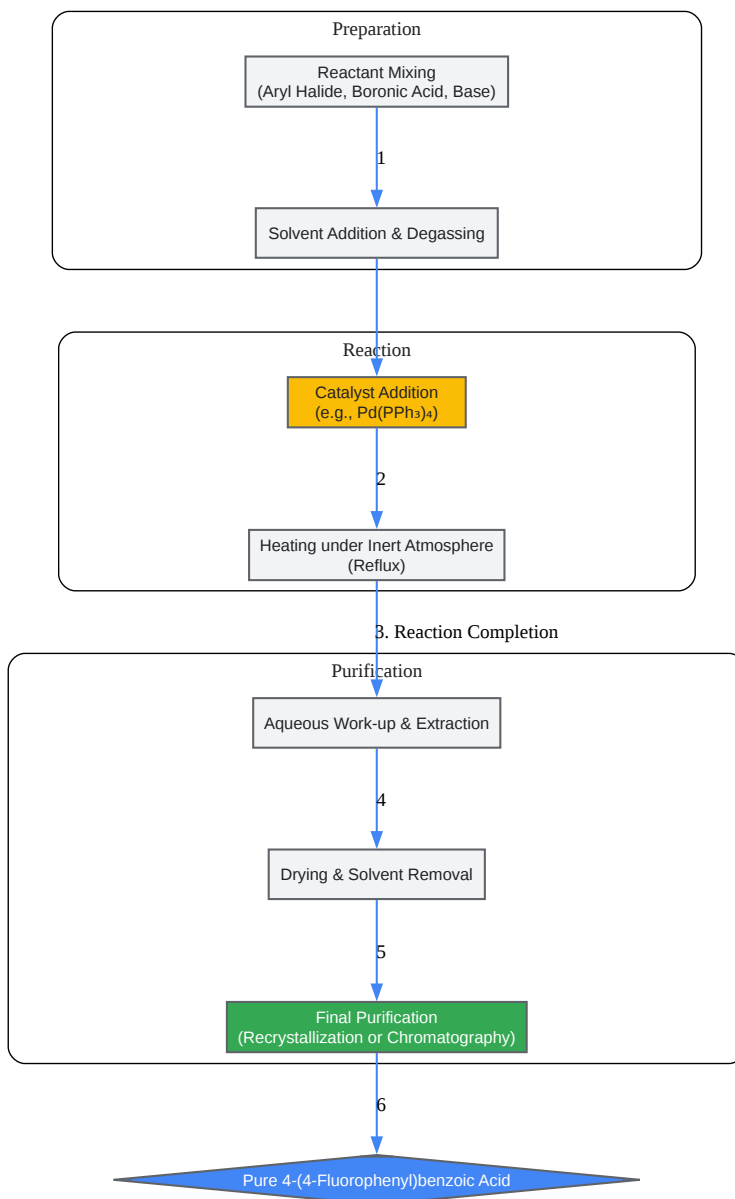 Preparation
Reactant Mixing
(Aryl Halide, Boronic Acid, Base)
1
Solvent Addition & Degassing
Reaction
Catalyst Addition
(e.g., Pd(PPh₃)₄)
2
Heating under Inert Atmosphere
(Reflux)
3. Reaction Completion
Purification
Aqueous Work-up & Extraction
4
Drying & Solvent Removal
5
Final Purification
(Recrystallization or Chromatography)
6
Pure 4-(4-Fluorophenyl)benzoic Acid